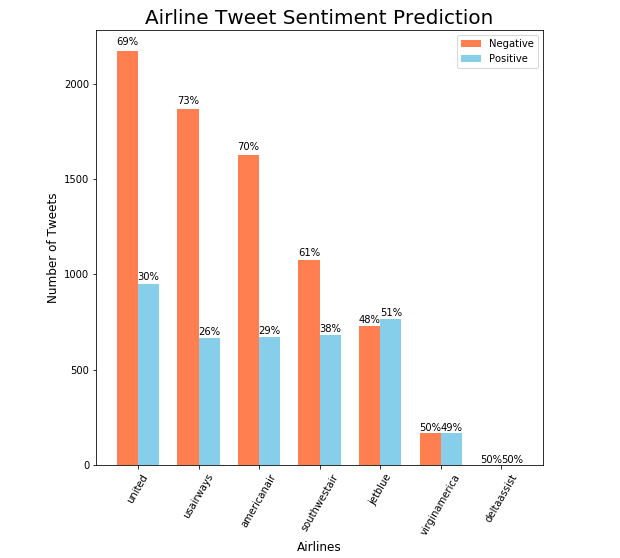 Airline Tweet Sentiment Prediction
Negative
Positive
69%
30%
73%
26%
70%
29%
61%
38%
48%
51%
50%
49%
50%
50%
2000
1500
1000
500
0
Number of Tweets
united
usairways
americanair
southwestair
jetblue
virginamerica
deltaassist
Airlines